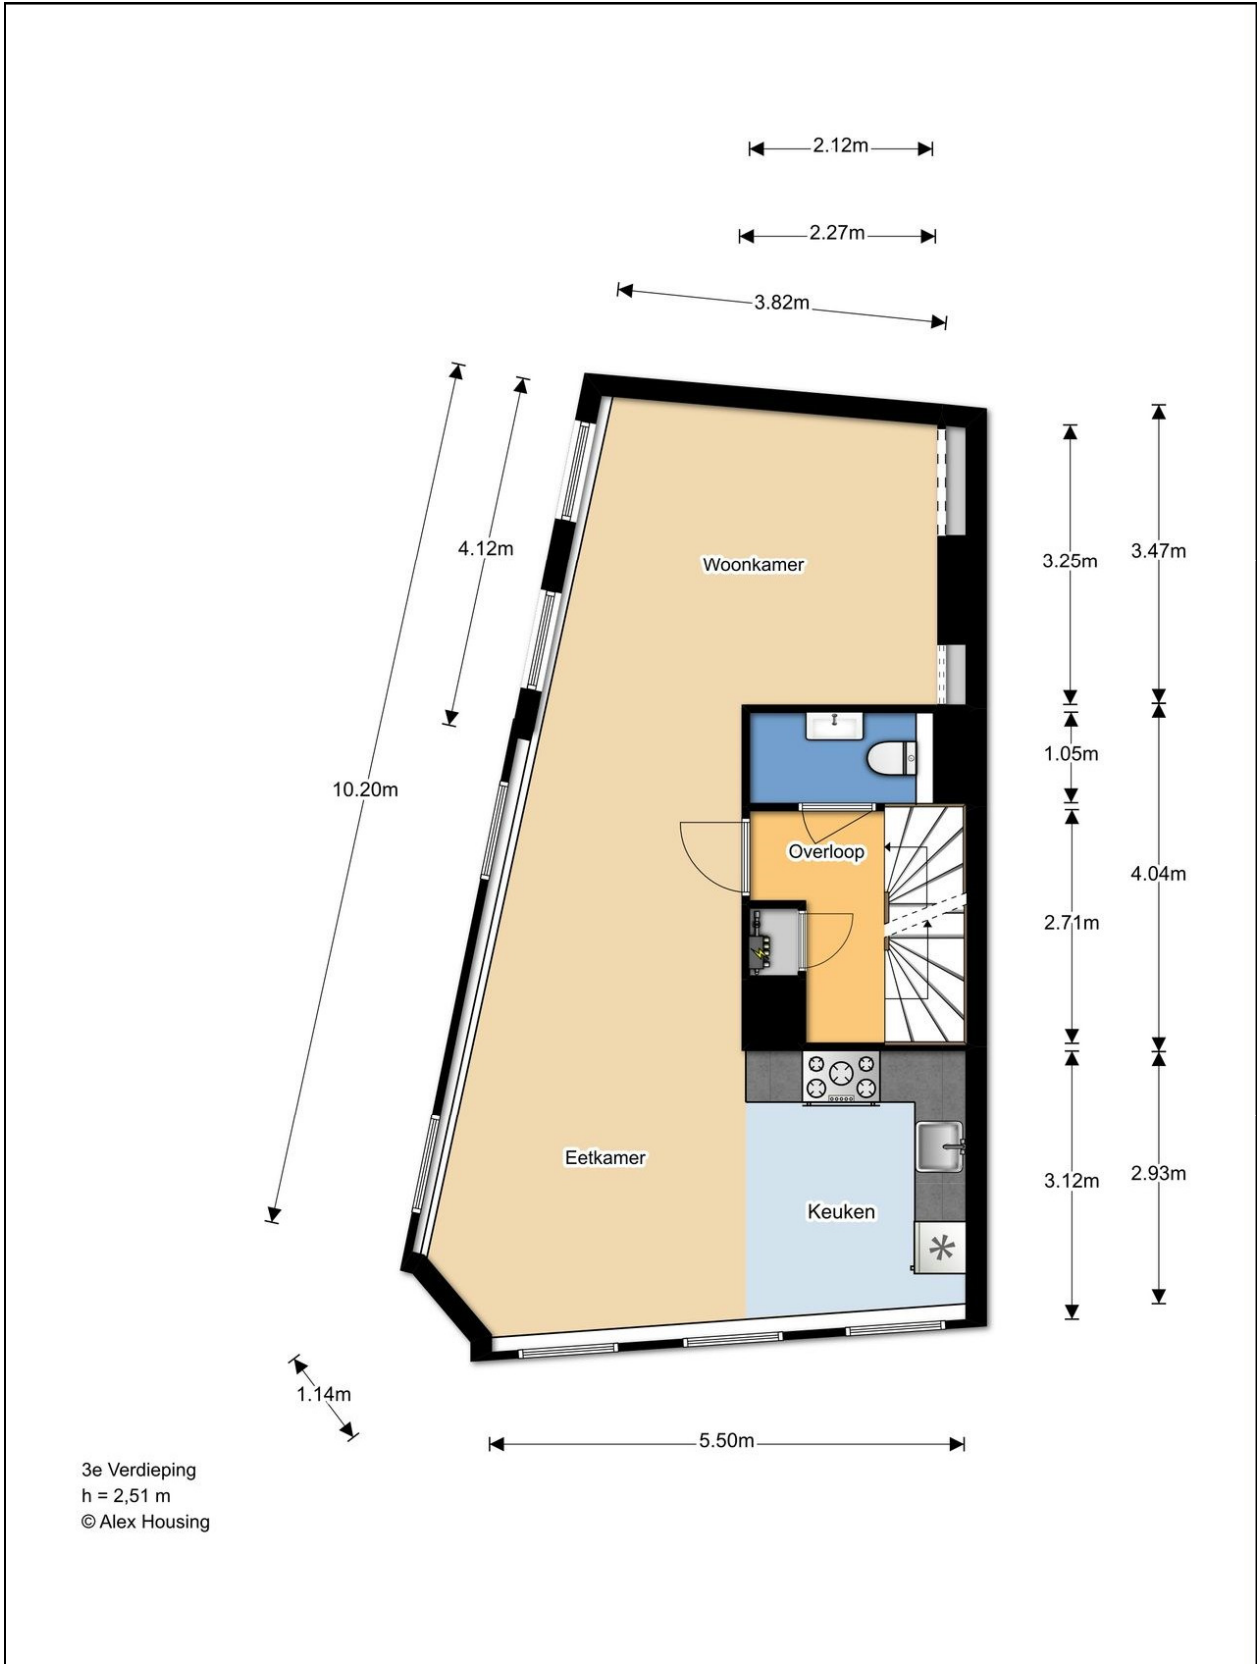 2.12m
2.27m
3.82m
4.12m
10.20m
Woonkamer
3.25m
3.47m
1.05m
Overloop
4.04m
2.71m
Eetkamer
Keuken
3.12m
2.93m
1.14m
5.50m
3e Verdieping
h = 2,51 m
© Alex Housing